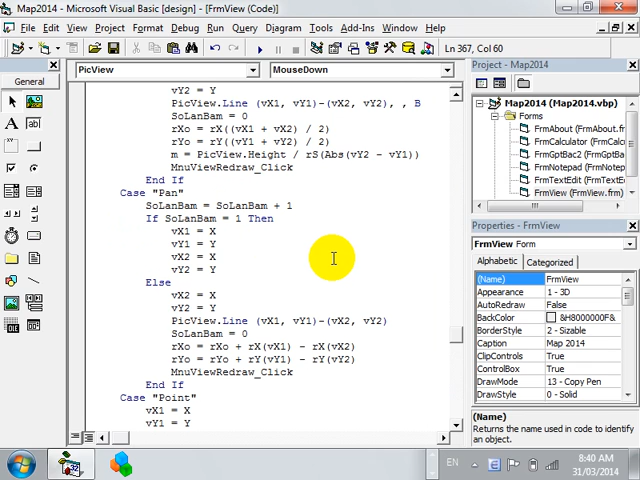 Map2014 - Microsoft Visual Basic [design] - [FrmView (Code)]
File Edit View Project Format Debug Run Query Diagram Tools Add-Ins Window Help
Ln 367, Col 60
General
PicView MouseDown
vY2 = Y
PicView.Line (vX1, vY1)-(vX2, vY2), , B
SoLanBam = 0
rXo = rX((vX1 + vX2) / 2)
rYo = rY((vY1 + vY2) / 2)
m = PicView.Height / rS(Abs(vY2 - vY1))
MnuViewRedraw_Click
End If
Case "Pan"
SoLanBam = SoLanBam + 1
If SoLanBam = 1 Then
vX1 = X
vY1 = Y
vX2 = X
vY2 = Y
Else
vX2 = X
vY2 = Y
PicView.Line (vX1, vY1)-(vX2, vY2)
SoLanBam = 0
rXo = rXo + rX(vX1) - rX(vX2)
rYo = rYo + rY(vY1) - rY(vY2)
MnuViewRedraw_Click
End If
Case "Point"
vX1 = X
vY1 = Y
Project - Map2014
Map2014 (Map2014.vbp)
Forms
FrmAbout (FrmAbout.
FrmCalculator (FrmCal
FrmGptBac2 (FrmGptB
FrmNotepad (FrmNote
FrmTextEdit (FrmTextE
FrmView (View.frm)
Properties - FrmView
FrmView Form
Alphabetic Categorized
(Name) FrmView
Appearance 1 - 3D
AutoRedraw False
BackColor &H8000000F&
BorderStyle 2 - Sizable
Caption Map 2014
ClipControls True
ControlBox True
DrawMode 13 - Copy Pen
DrawStyle 0 - Solid
(Name)
Returns the name used in code to identify
an object.
EN
8:40 AM
31/03/2014